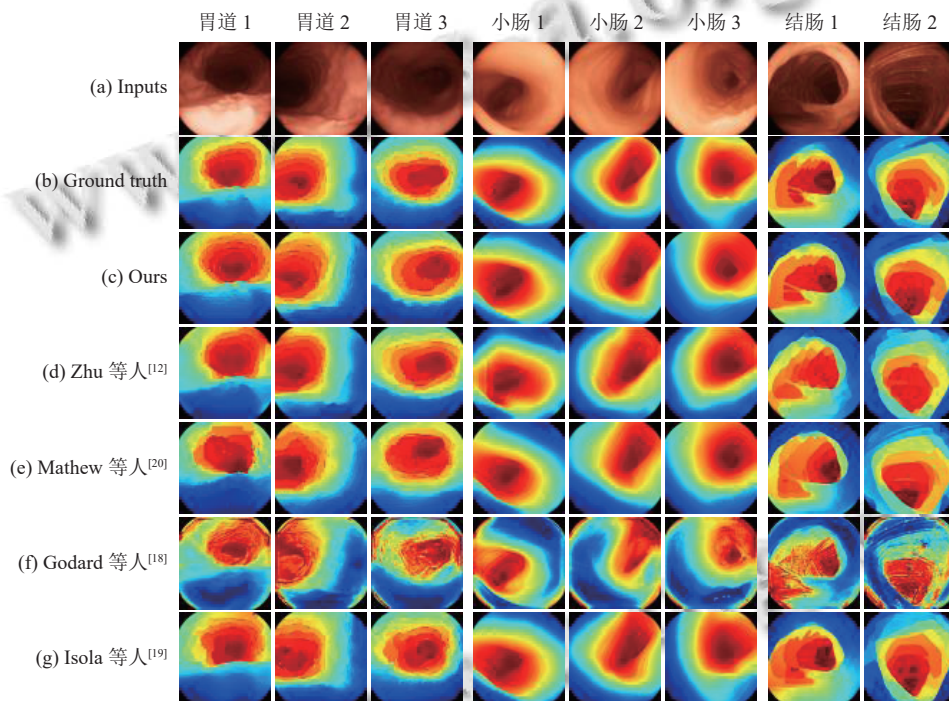 胃道 1 胃道 2 胃道 3 小肠 1 小肠 2 小肠 3 结肠 1 结肠 2
(a) Inputs
(b) Ground truth
(c) Ours
(d) Zhu 等人[12]
(e) Mathew 等人[20]
(f) Godard 等人[18]
(g) Isola 等人[19]